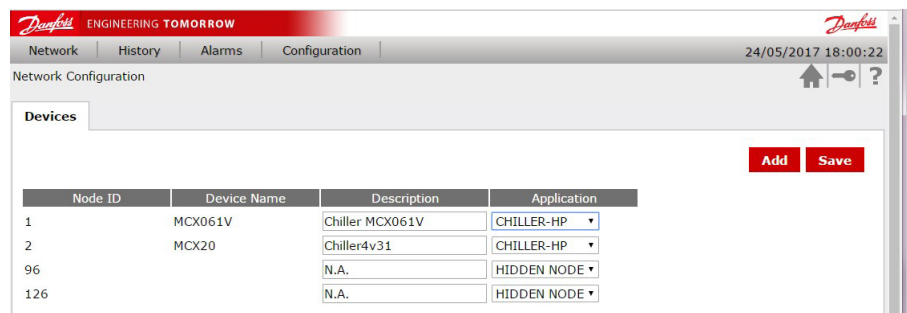 Danfoss ENGINEERING TOMORROW Danfoss
Network History Alarms Configuration 24/05/2017 18:00:22
Network Configuration ?
Devices
Add Save
Node ID Device Name Description Application
1 MCX061V Chiller MCX061V CHILLER-HP
2 MCX20 Chiller4v31 CHILLER-HP
96 N.A. HIDDEN NODE
126 N.A. HIDDEN NODE